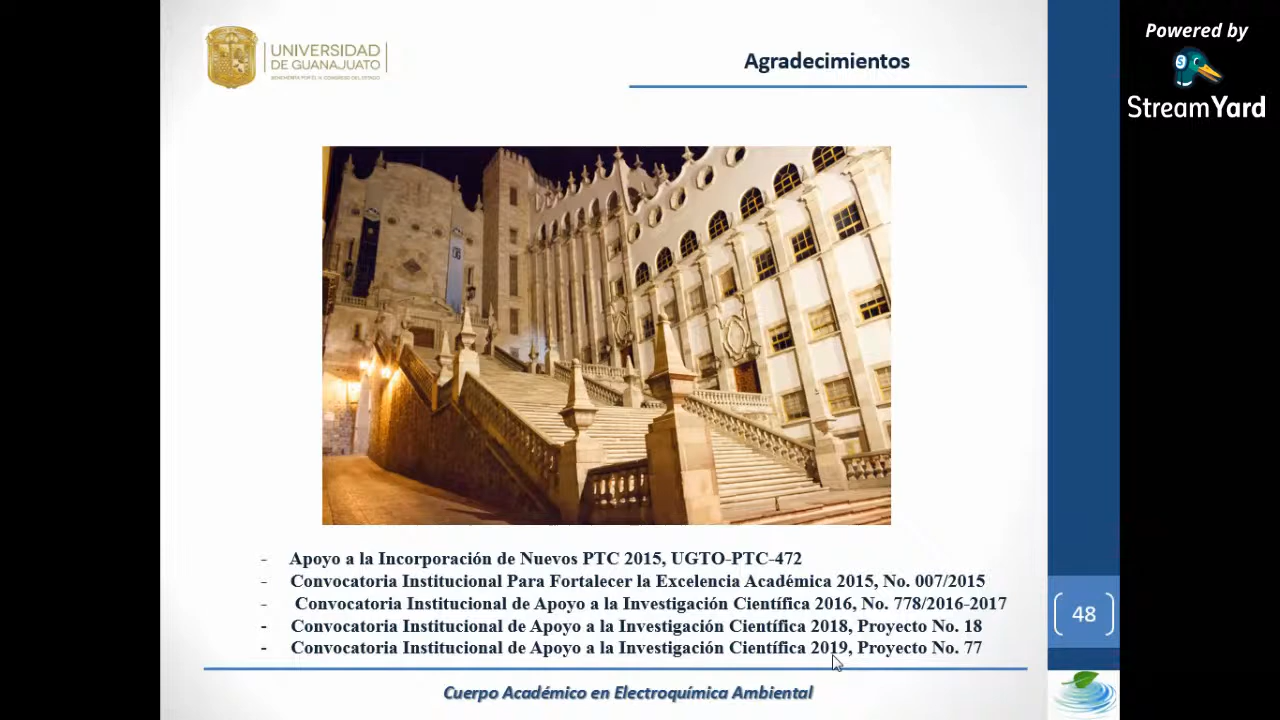 UNIVERSIDAD
DE GUANAJUATO
Agradecimientos
Powered by
StreamYard
- Apoyo a la Incorporación de Nuevos PTC 2015, UGTO-PTC-472
- Convocatoria Institucional Para Fortalecer la Excelencia Académica 2015, No. 007/2015
- Convocatoria Institucional de Apoyo a la Investigación Científica 2016, No. 778/2016-2017
- Convocatoria Institucional de Apoyo a la Investigación Científica 2018, Proyecto No. 18
- Convocatoria Institucional de Apoyo a la Investigación Científica 2019, Proyecto No. 77
48
Cuerpo Académico en Electroquímica Ambiental